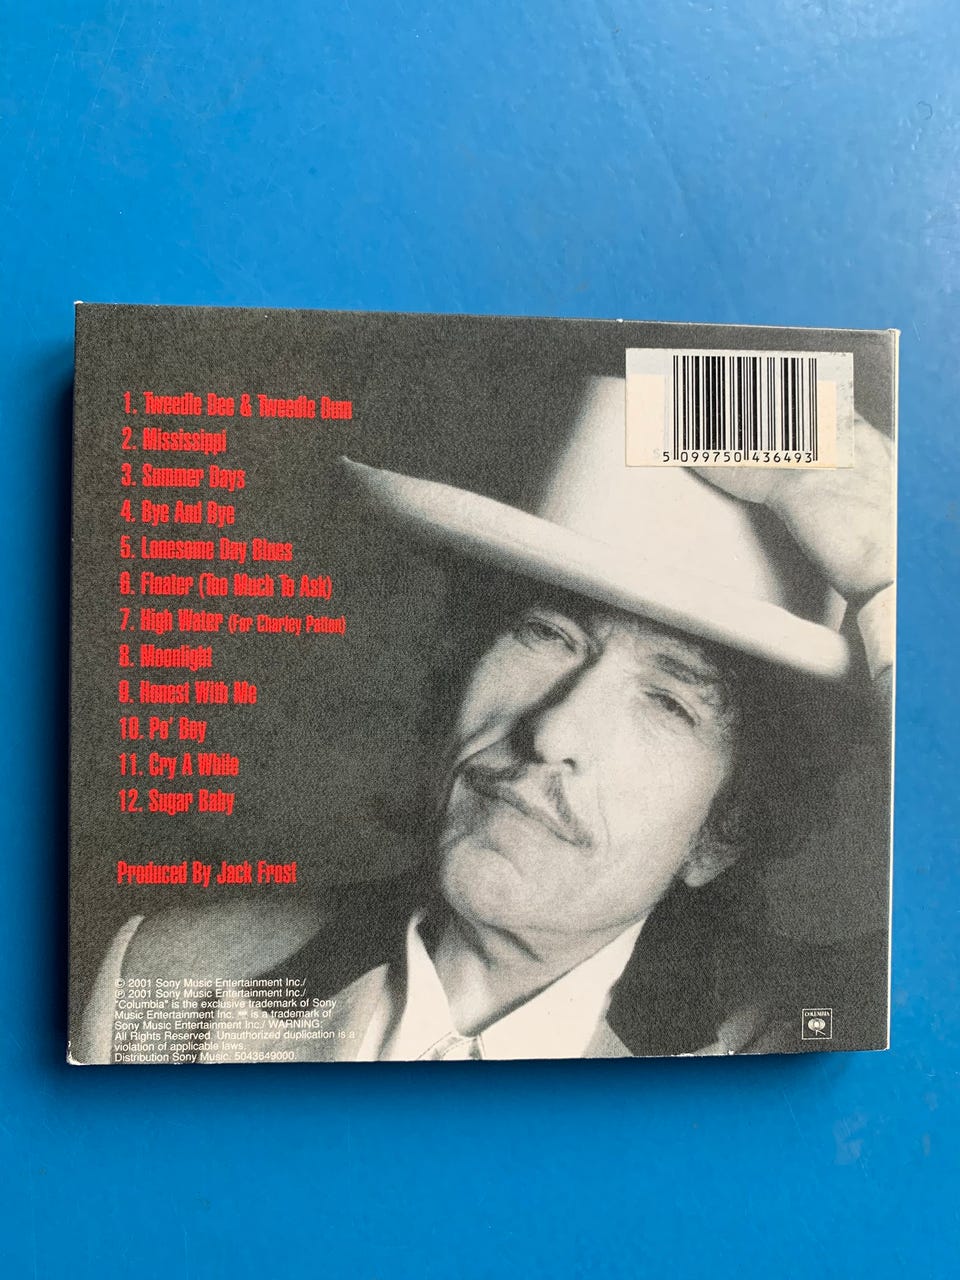 5 099750 436493
1. Tweedle Dee & Tweedle Dum
2. Mississippi
3. Summer Days
4. Bye And Bye
5. Lonesome Day Blues
6. Floater (Too Much To Ask)
7. High Water (For Charley Patton)
8. Moonlight
9. Honest With Me
10. Po' Boy
11. Cry A While
12. Sugar Baby
Produced By Jack Frost
© 2001 Sony Music Entertainment Inc./
℗ 2001 Sony Music Entertainment Inc./
"Columbia" is the exclusive trademark of Sony
Music Entertainment Inc. is a trademark of
Sony Music Entertainment Inc./ WARNING:
All Rights Reserved. Unauthorized duplication is a
violation of applicable laws.
Distribution Sony Music. 5043649000.
COLUMBIA